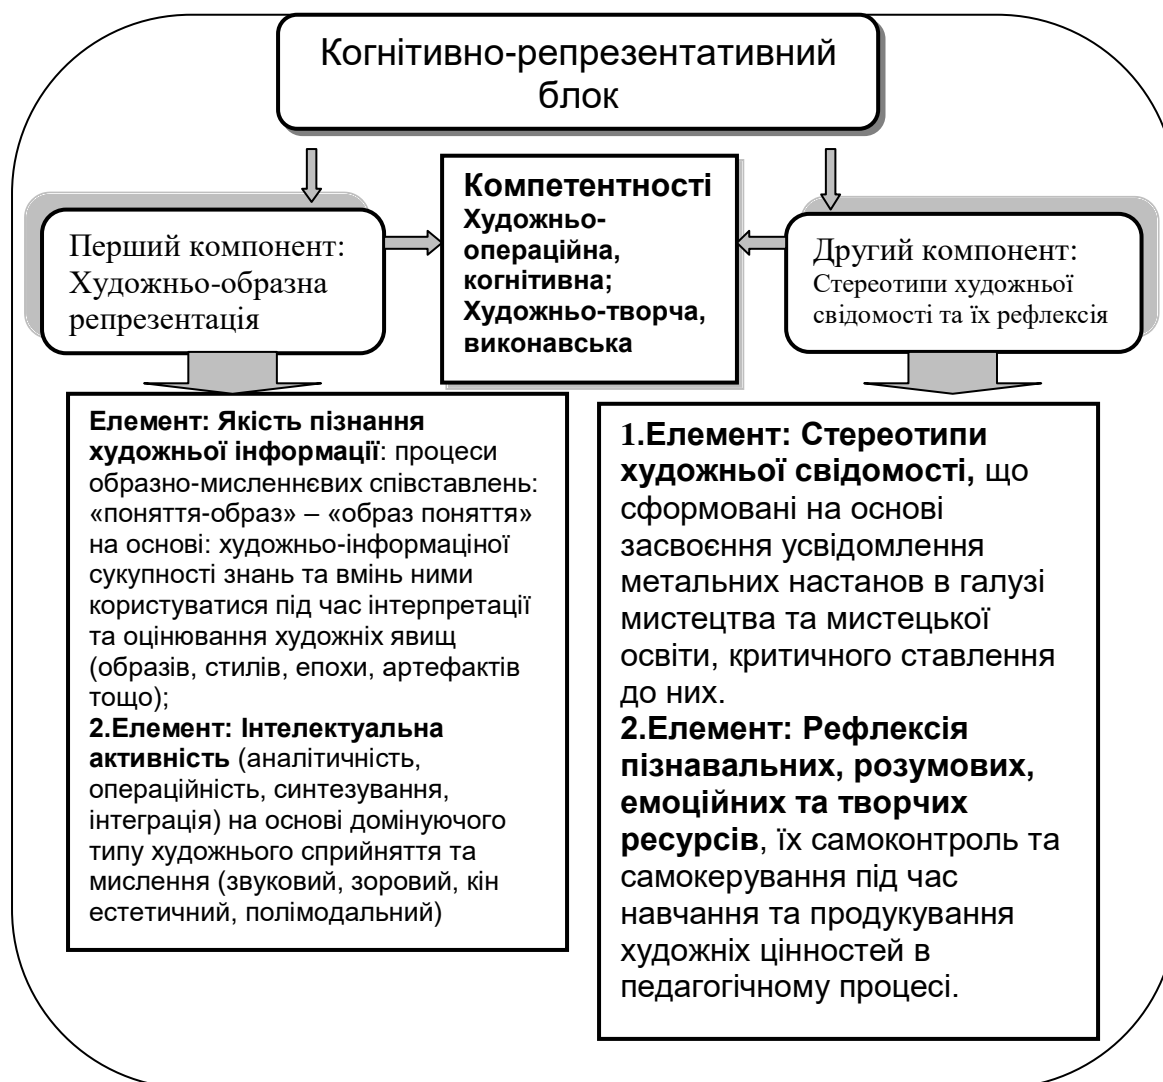 Когнітивно-репрезентативний
блок
Перший компонент:
Художньо-образна
репрезентація
Компетентності
Художньо-
операційна,
когнітивна;
Художньо-творча,
виконавська
Другий компонент:
Стереотипи художньої
свідомості та їх рефлексія
Елемент: Якість пізнання
художньої інформації: процеси
образно-мисленнєвих співставлень:
«поняття-образ» – «образ поняття»
на основі: художньо-інформаціної
сукупності знань та вмінь ними
користуватися під час інтерпретації
та оцінювання художніх явищ
(образів, стилів, епохи, артефактів
тощо);
2.Елемент: Інтелектуальна
активність (аналітичність,
операційність, синтезування,
інтеграція) на основі домінуючого
типу художнього сприйняття та
мислення (звуковий, зоровий, кін
естетичний, полімодальний)
1.Елемент: Стереотипи
художньої свідомості, що
сформовані на основі
засвоєння усвідомлення
метальних настанов в галузі
мистецтва та мистецької
освіти, критичного ставлення
до них.
2.Елемент: Рефлексія
пізнавальних, розумових,
емоційних та творчих
ресурсів, їх самоконтроль та
самокерування під час
навчання та продукування
художніх цінностей в
педагогічному процесі.